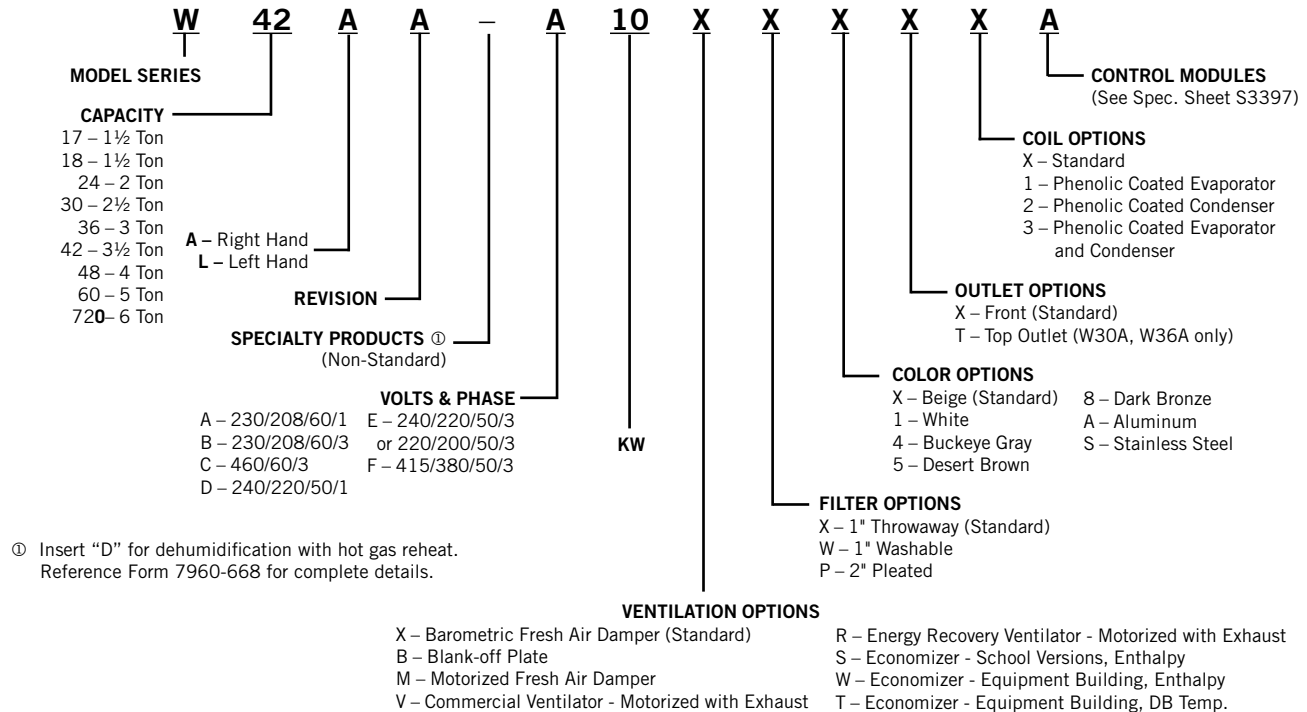 W 42 A A – A 10 X X X X X A
MODEL SERIES
CAPACITY
17 – 1½ Ton
18 – 1½ Ton
24 – 2 Ton
30 – 2½ Ton
36 – 3 Ton
42 – 3½ Ton
48 – 4 Ton
60 – 5 Ton
720– 6 Ton
A – Right Hand
L – Left Hand
REVISION
SPECIALTY PRODUCTS ①
(Non-Standard)
VOLTS & PHASE
A – 230/208/60/1
B – 230/208/60/3
C – 460/60/3
D – 240/220/50/1
E – 240/220/50/3
or 220/200/50/3
F – 415/380/50/3
KW
① Insert “D” for dehumidification with hot gas reheat.
Reference Form 7960-668 for complete details.
VENTILATION OPTIONS
X – Barometric Fresh Air Damper (Standard)
B – Blank-off Plate
M – Motorized Fresh Air Damper
V – Commercial Ventilator - Motorized with Exhaust
R – Energy Recovery Ventilator - Motorized with Exhaust
S – Economizer - School Versions, Enthalpy
W – Economizer - Equipment Building, Enthalpy
T – Economizer - Equipment Building, DB Temp.
FILTER OPTIONS
X – 1" Throwaway (Standard)
W – 1" Washable
P – 2" Pleated
COLOR OPTIONS
X – Beige (Standard)
1 – White
4 – Buckeye Gray
5 – Desert Brown
8 – Dark Bronze
A – Aluminum
S – Stainless Steel
OUTLET OPTIONS
X – Front (Standard)
T – Top Outlet (W30A, W36A only)
COIL OPTIONS
X – Standard
1 – Phenolic Coated Evaporator
2 – Phenolic Coated Condenser
3 – Phenolic Coated Evaporator
and Condenser
CONTROL MODULES
(See Spec. Sheet S3397)